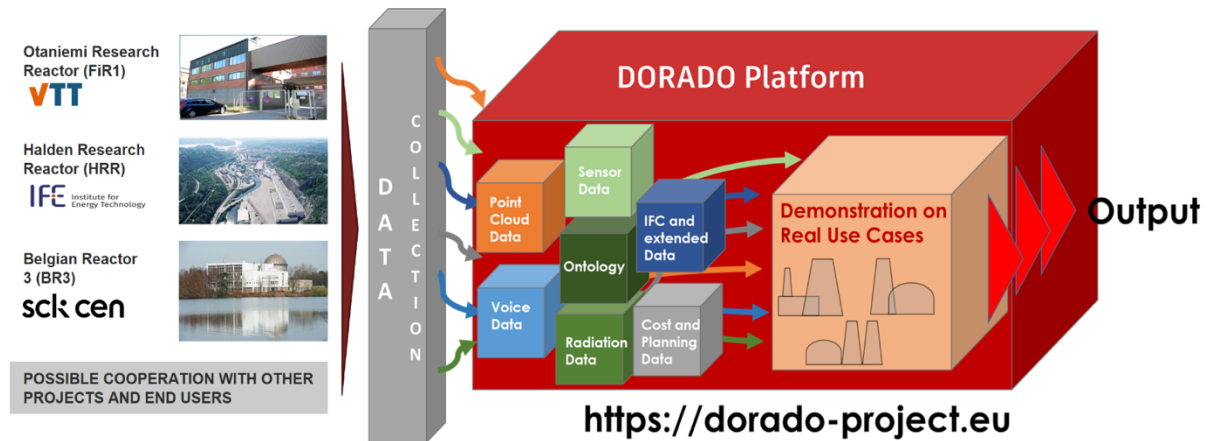 Otaniemi Research
Reactor (FiR1)
VTT
Halden Research
Reactor (HRR)
IFE Institute for
Energy Technology
Belgian Reactor
3 (BR3)
sck cen
POSSIBLE COOPERATION WITH OTHER
PROJECTS AND END USERS
DATA
COLLECTION
DORADO Platform
Sensor
Data
Point
Cloud
Data
IFC and
extended
Data
Ontology
Voice
Data
Radiation
Data
Cost and
Planning
Data
Demonstration on
Real Use Cases
Output
https://dorado-project.eu